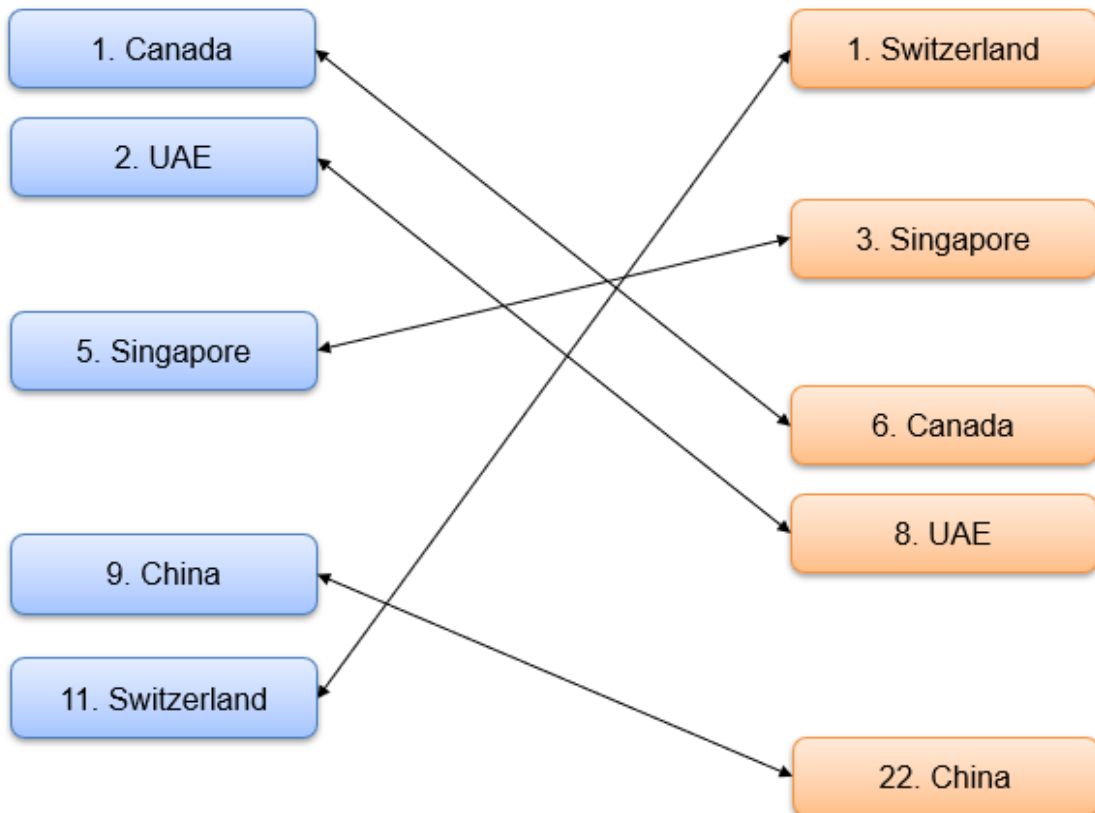 1. Canada
2. UAE
5. Singapore
9. China
11. Switzerland
1. Switzerland
3. Singapore
6. Canada
8. UAE
22. China